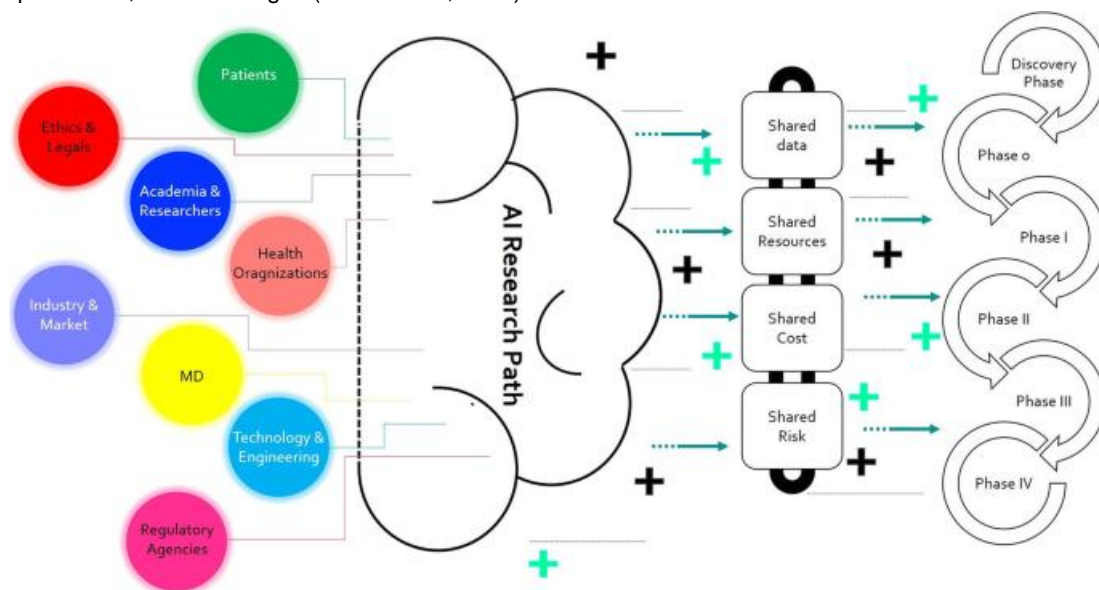 Patients
Ethics &
Legals
Academia &
Researchers
Health
Oragnizations
Industry &
Market
MD
Technology &
Engineering
Regulatory
Agencies
AI Research Path
Shared
data
Shared
Resources
Shared
Cost
Shared
Risk
Discovery
Phase
Phase o
Phase I
Phase II
Phase III
Phase IV